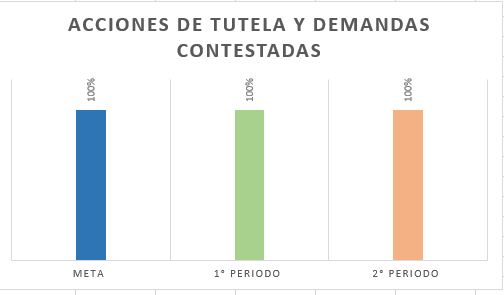 ACCIONES DE TUTELA Y DEMANDAS
CONTESTADAS
100%
100%
100%
META
1° PERIODO
2° PERIODO